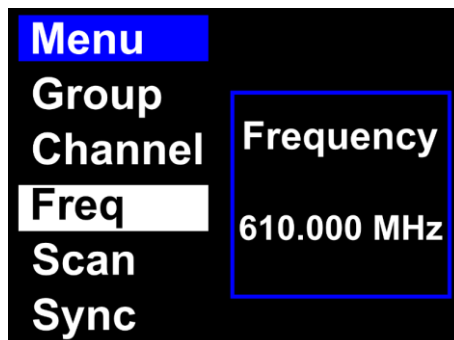 Menu
Group
Channel
Freq
Scan
Sync
Frequency
610.000 MHz